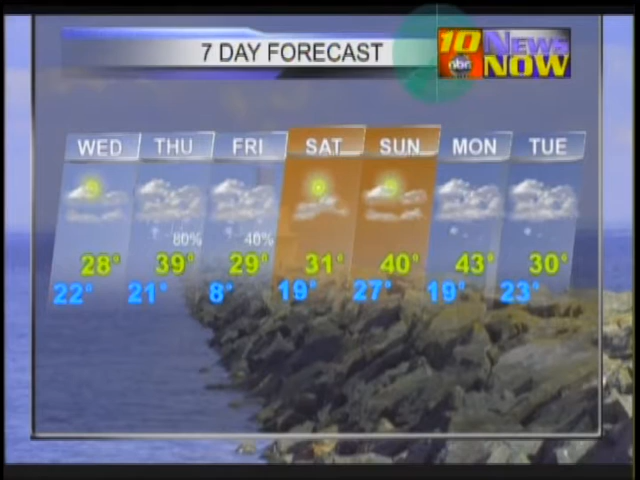 7 DAY FORECAST
10 NEWS
nbc NOW
WED THU FRI SAT SUN MON TUE
80% 40%
28° 39° 29° 31° 40° 43° 30°
22° 21° 8° 19° 27° 19° 23°